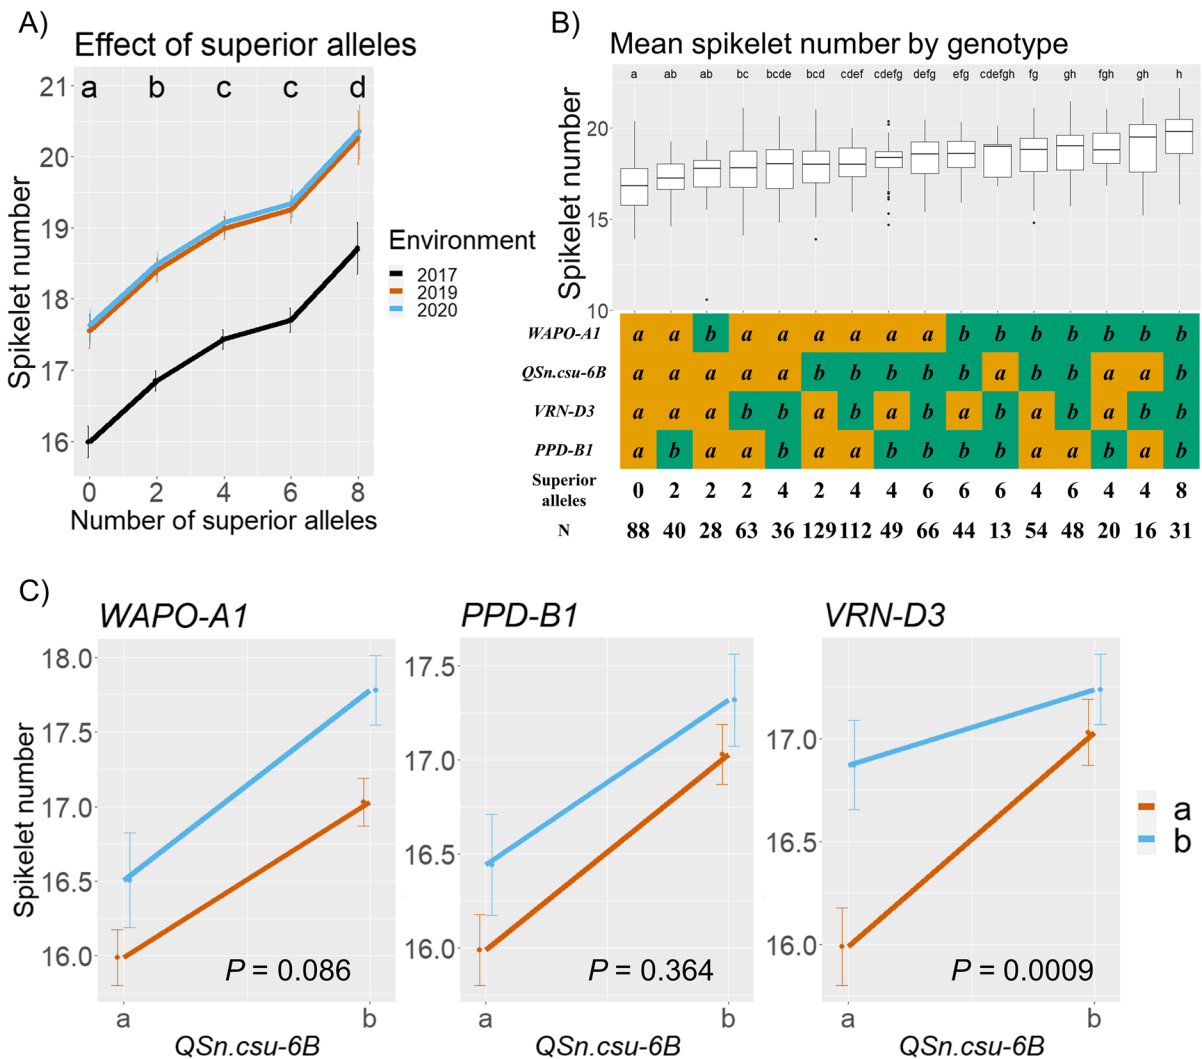 A)
Effect of superior alleles
21
20
19
18
17
16
a b c c d
Spikelet number
0 2 4 6 8
Number of superior alleles
Environment
2017
2019
2020
B)
Mean spikelet number by genotype
a ab ab bc bcde bcd cdef cdefg defg efg cdefgh fg gh fgh gh h
20
15
10
Spikelet number
WAPO-A1 a a b a a a a a a b b b b b b b
QSn.csu-6B a a a a a b b b b b a b b a a b
VRN-D3 a a a b b a b a b a b a b a b b
PPD-B1 a b a a b a a b b b b a a b a b
Superior
alleles 0 2 2 2 4 2 4 4 6 6 6 4 6 4 4 8
N 88 40 28 63 36 129 112 49 66 44 13 54 48 20 16 31
C)
WAPO-A1
18.0
17.5
17.0
16.5
16.0
Spikelet number
P = 0.086
a b
QSn.csu-6B
PPD-B1
17.5
17.0
16.5
16.0
P = 0.364
a b
QSn.csu-6B
VRN-D3
17.0
16.5
16.0
P = 0.0009
a b
QSn.csu-6B
a
b